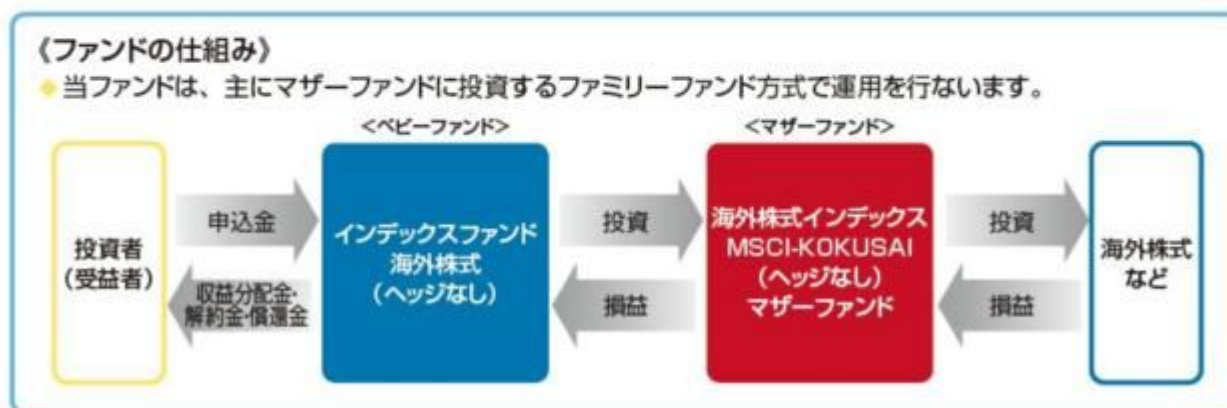 《ファンドの仕組み》
◆当ファンドは、主にマザーファンドに投資するファミリーファンド方式で運用を行ないます。
<ベビーファンド>
<マザーファンド>
投資者
(受益者)
申込金
収益分配金・
解約金・償還金
インデックスファンド
海外株式
(ヘッジなし)
投資
損益
海外株式インデックス
MSCI-KOKUSAI
(ヘッジなし)
マザーファンド
投資
損益
海外株式
など